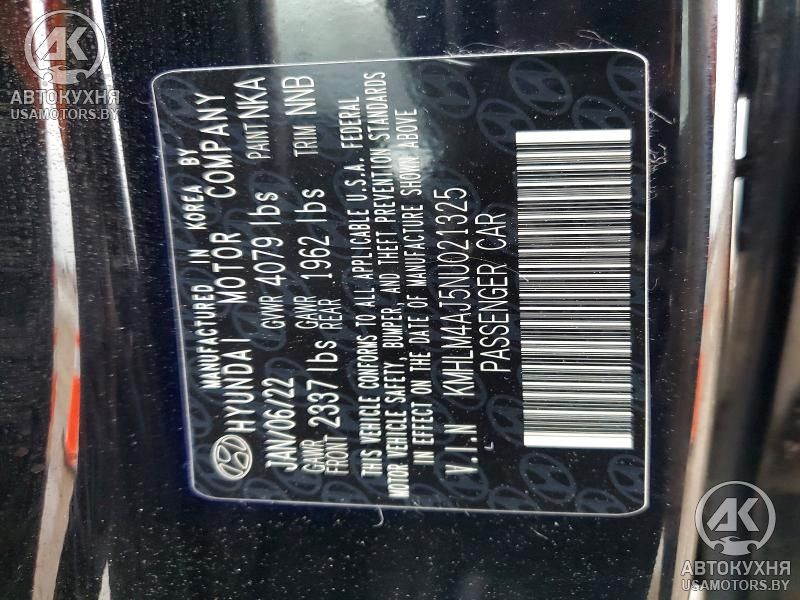 MANUFACTURED IN KOREA BY
HYUNDAI MOTOR COMPANY
JAN/06/22 GVWR 4079 lbs PAINT NKA
GAWR FRONT 2337 lbs GAWR REAR 1962 lbs TRIM NNB
THIS VEHICLE CONFORMS TO ALL APPLICABLE U.S.A. FEDERAL
MOTOR VEHICLE SAFETY, BUMPER, AND THEFT PREVENTION STANDARDS
IN EFFECT ON THE DATE OF MANUFACTURE SHOWN ABOVE
V.I.N KMHLM4AJ5NU021325
PASSENGER CAR
АК
АВТОКУХНЯ
USAMOTORS.BY
АК
АВТОКУХНЯ
USAMOTORS.BY